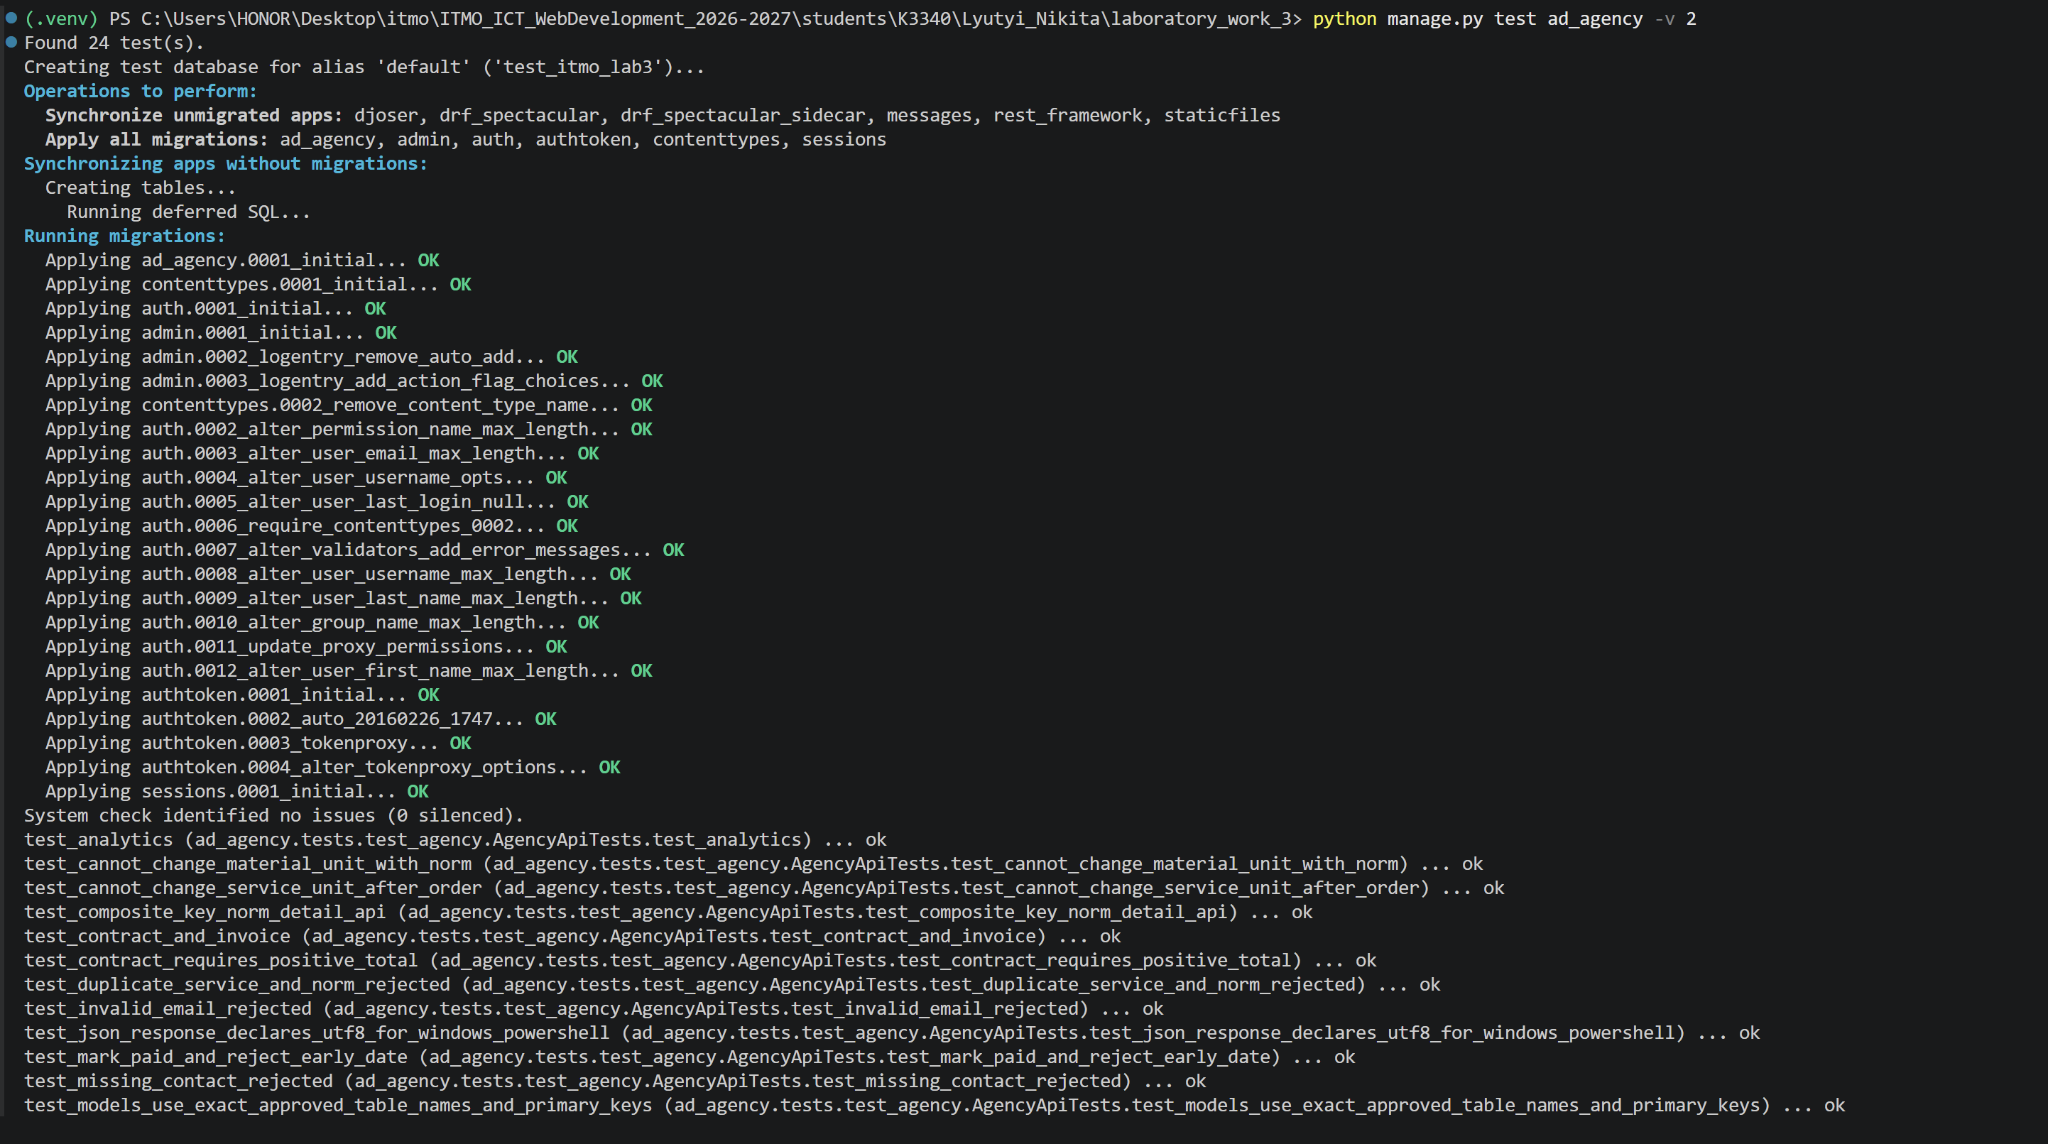 (.venv) PS C:\Users\HONOR\Desktop\itmo\ITMO_ICT_WebDevelopment_2026-2027\students\K3340\Lyutyi_Nikita\laboratory_work_3> python manage.py test ad_agency -v 2
Found 24 test(s).
Creating test database for alias 'default' ('test_itmo_lab3')...
Operations to perform:
  Synchronize unmigrated apps: djoser, drf_spectacular, drf_spectacular_sidecar, messages, rest_framework, staticfiles
  Apply all migrations: ad_agency, admin, auth, authtoken, contenttypes, sessions
Synchronizing apps without migrations:
  Creating tables...
    Running deferred SQL...
Running migrations:
  Applying ad_agency.0001_initial... OK
  Applying contenttypes.0001_initial... OK
  Applying auth.0001_initial... OK
  Applying admin.0001_initial... OK
  Applying admin.0002_logentry_remove_auto_add... OK
  Applying admin.0003_logentry_add_action_flag_choices... OK
  Applying contenttypes.0002_remove_content_type_name... OK
  Applying auth.0002_alter_permission_name_max_length... OK
  Applying auth.0003_alter_user_email_max_length... OK
  Applying auth.0004_alter_user_username_opts... OK
  Applying auth.0005_alter_user_last_login_null... OK
  Applying auth.0006_require_contenttypes_0002... OK
  Applying auth.0007_alter_validators_add_error_messages... OK
  Applying auth.0008_alter_user_username_max_length... OK
  Applying auth.0009_alter_user_last_name_max_length... OK
  Applying auth.0010_alter_group_name_max_length... OK
  Applying auth.0011_update_proxy_permissions... OK
  Applying auth.0012_alter_user_first_name_max_length... OK
  Applying authtoken.0001_initial... OK
  Applying authtoken.0002_auto_20160226_1747... OK
  Applying authtoken.0003_tokenproxy... OK
  Applying authtoken.0004_alter_tokenproxy_options... OK
  Applying sessions.0001_initial... OK
System check identified no issues (0 silenced).
test_analytics (ad_agency.tests.test_agency.AgencyApiTests.test_analytics) ... ok
test_cannot_change_material_unit_with_norm (ad_agency.tests.test_agency.AgencyApiTests.test_cannot_change_material_unit_with_norm) ... ok
test_cannot_change_service_unit_after_order (ad_agency.tests.test_agency.AgencyApiTests.test_cannot_change_service_unit_after_order) ... ok
test_composite_key_norm_detail_api (ad_agency.tests.test_agency.AgencyApiTests.test_composite_key_norm_detail_api) ... ok
test_contract_and_invoice (ad_agency.tests.test_agency.AgencyApiTests.test_contract_and_invoice) ... ok
test_contract_requires_positive_total (ad_agency.tests.test_agency.AgencyApiTests.test_contract_requires_positive_total) ... ok
test_duplicate_service_and_norm_rejected (ad_agency.tests.test_agency.AgencyApiTests.test_duplicate_service_and_norm_rejected) ... ok
test_invalid_email_rejected (ad_agency.tests.test_agency.AgencyApiTests.test_invalid_email_rejected) ... ok
test_json_response_declares_utf8_for_windows_powershell (ad_agency.tests.test_agency.AgencyApiTests.test_json_response_declares_utf8_for_windows_powershell) ... ok
test_mark_paid_and_reject_early_date (ad_agency.tests.test_agency.AgencyApiTests.test_mark_paid_and_reject_early_date) ... ok
test_missing_contact_rejected (ad_agency.tests.test_agency.AgencyApiTests.test_missing_contact_rejected) ... ok
test_models_use_exact_approved_table_names_and_primary_keys (ad_agency.tests.test_agency.AgencyApiTests.test_models_use_exact_approved_table_names_and_primary_keys) ... ok